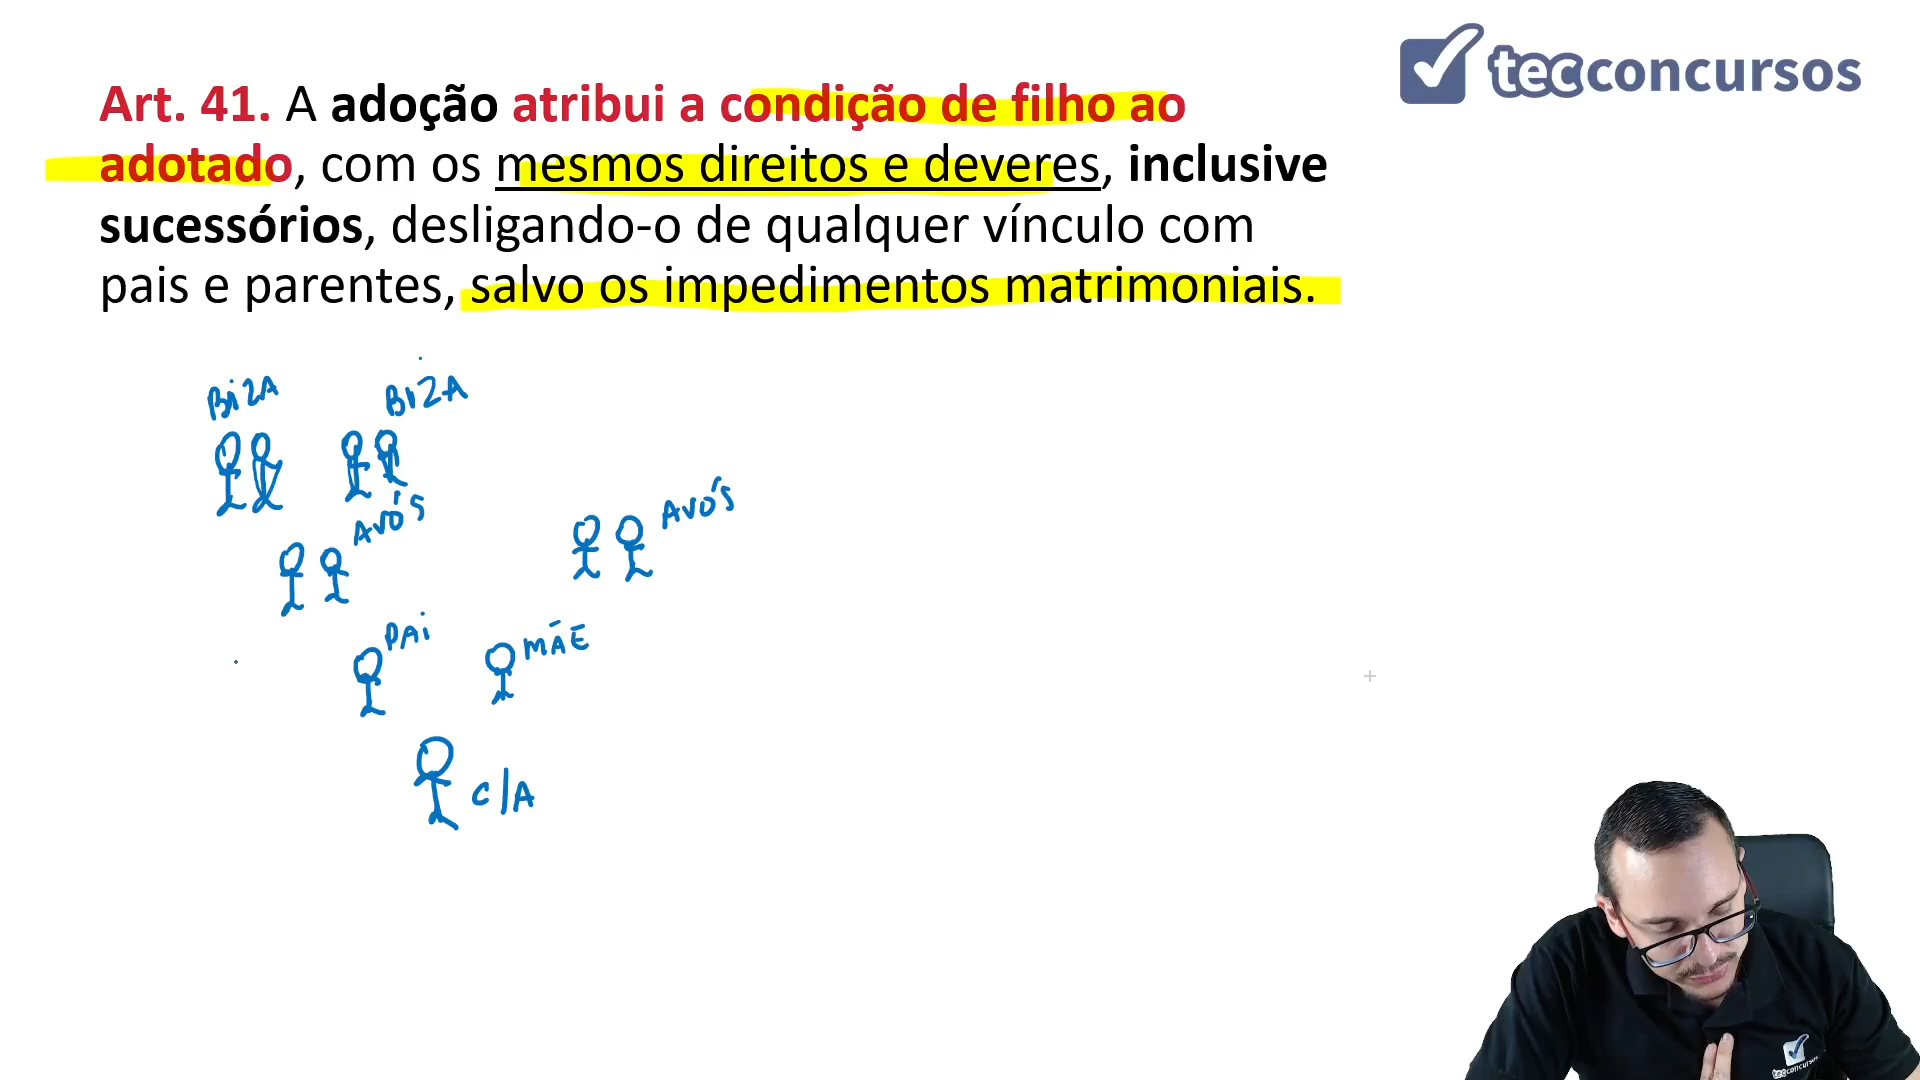 tecconcursos
Art. 41. A adoção atribui a condição de filho ao
adotado, com os mesmos direitos e deveres, inclusive
sucessórios, desligando-o de qualquer vínculo com
pais e parentes, salvo os impedimentos matrimoniais.
BIZA
BIZA
AVÓS
AVÓS
PAI
MÃE
C/A
tecconcursos